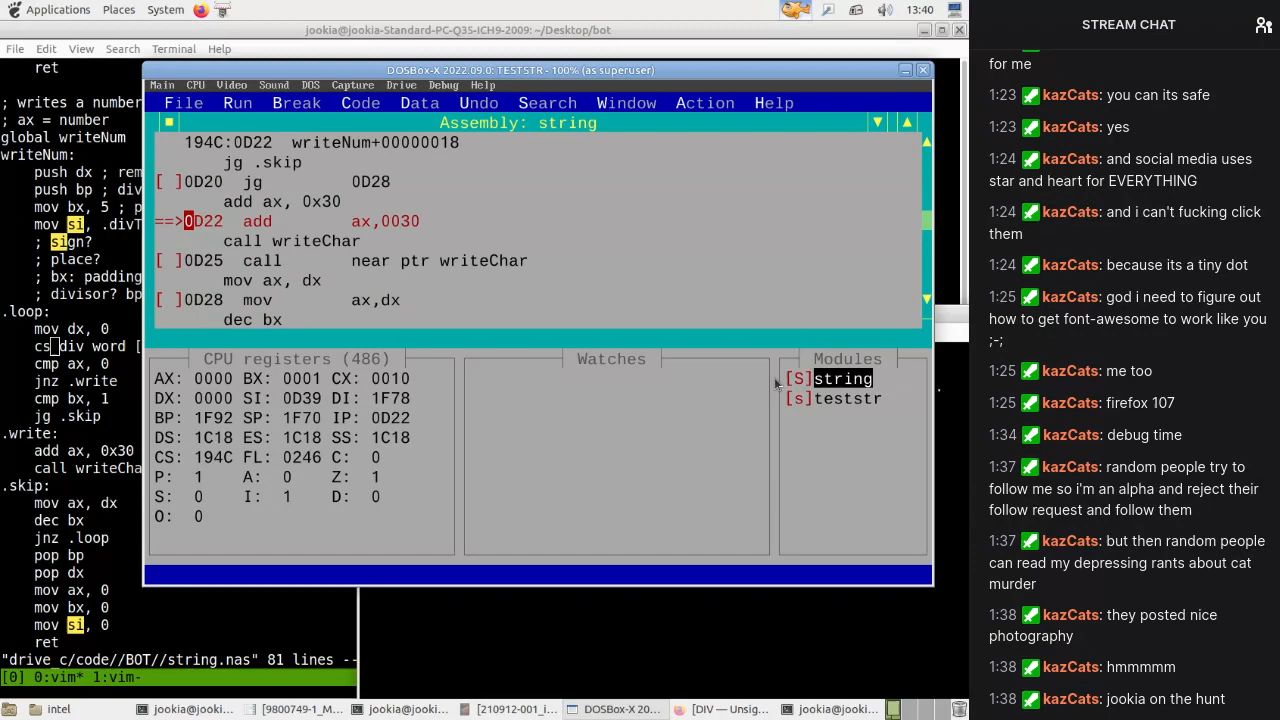 Applications Places System 13:40
jookia@jookia-Standard-PC-Q35-ICH9-2009: ~/Desktop/bot
File Edit View Search Terminal Help
ret
; writes a number
; ax = number
global writeNum
writeNum:
push dx ; rem
push bp ; div
mov bx, 5 ; p
mov si, .divT
; sign?
; place?
; bx: padding
; divisor? bp
.loop:
mov dx, 0
cs div word [
cmp ax, 0
jnz .write
cmp bx, 1
jg .skip
.write:
add ax, 0x30
call writeCha
.skip:
mov ax, dx
dec bx
jnz .loop
pop bp
pop dx
mov ax, 0
mov bx, 0
mov si, 0
ret
"drive_c/code//BOT//string.nas" 81 lines --
[0] 0:vim* 1:vim-
DOSBox-X 2022.09.0: TESTSTR - 100% (as superuser)
Main CPU Video Sound DOS Capture Drive Debug Help
File Run Break Code Data Undo Search Window Action Help
Assembly: string
194C:0D22 writeNum+00000018
jg .skip
[ ]0D20 jg 0D28
add ax, 0x30
==>0D22 add ax,0030
call writeChar
[ ]0D25 call near ptr writeChar
mov ax, dx
[ ]0D28 mov ax,dx
dec bx
CPU registers (486)
AX: 0000 BX: 0001 CX: 0010
DX: 0000 SI: 0D39 DI: 1F78
BP: 1F92 SP: 1F70 IP: 0D22
DS: 1C18 ES: 1C18 SS: 1C18
CS: 194C FL: 0246 C: 0
P: 1 A: 0 Z: 1
S: 0 I: 1 D: 0
O: 0
Watches
Modules
[S]string
[s]teststr
intel jookia@jooki... [9800749-1_M... jookia@jooki... [210912-001_i... DOSBox-X 20... [DIV — Unsig... jookia@jooki...
STREAM CHAT
for me
1:23 kazCats: you can its safe
1:23 kazCats: yes
1:24 kazCats: and social media uses
star and heart for EVERYTHING
1:24 kazCats: and i can't fucking click
them
1:24 kazCats: because its a tiny dot
1:25 kazCats: god i need to figure out
how to get font-awesome to work like you
;-;
1:25 kazCats: me too
1:25 kazCats: firefox 107
1:34 kazCats: debug time
1:37 kazCats: random people try to
follow me so i'm an alpha and reject their
follow request and follow them
1:37 kazCats: but then random people
can read my depressing rants about cat
murder
1:38 kazCats: they posted nice
photography
1:38 kazCats: hmmmmm
1:38 kazCats: jookia on the hunt